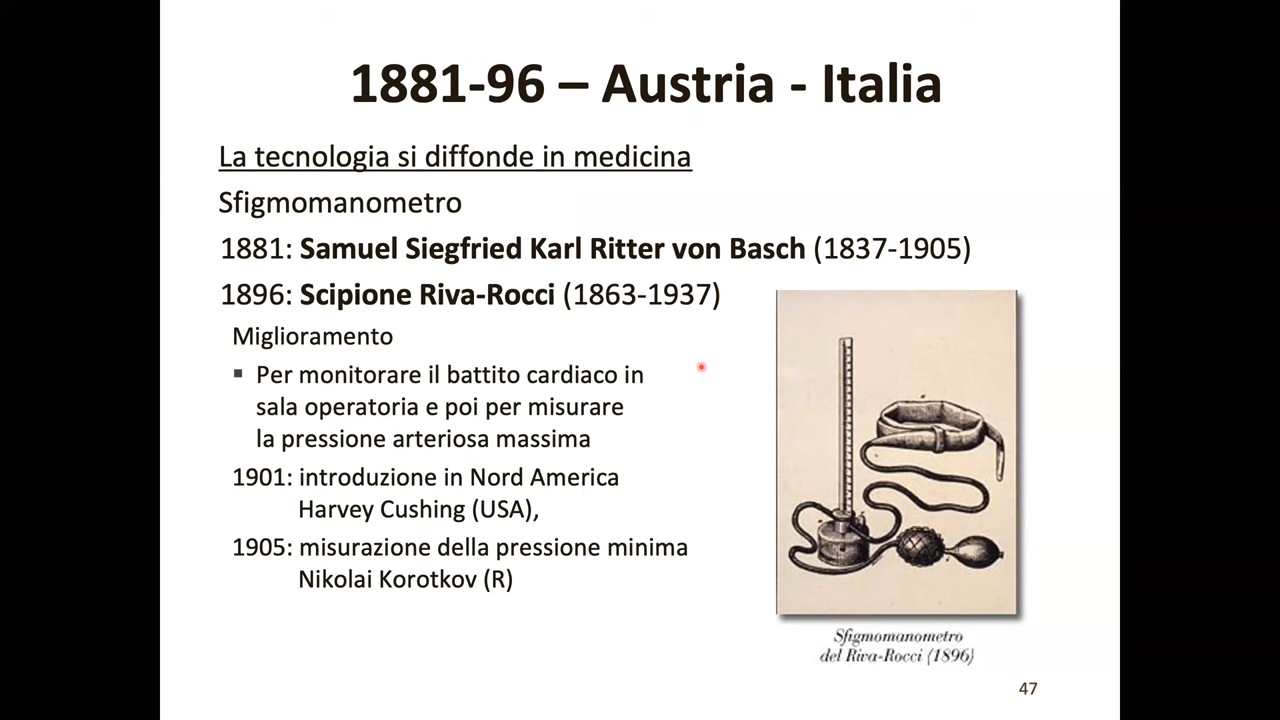 1881-96 – Austria - Italia
La tecnologia si diffonde in medicina
Sfigmomanometro
1881: Samuel Siegfried Karl Ritter von Basch (1837-1905)
1896: Scipione Riva-Rocci (1863-1937)
Miglioramento
▪ Per monitorare il battito cardiaco in
sala operatoria e poi per misurare
la pressione arteriosa massima
1901: introduzione in Nord America
Harvey Cushing (USA),
1905: misurazione della pressione minima
Nikolai Korotkov (R)
Sfigmomanometro
del Riva-Rocci (1896)
47